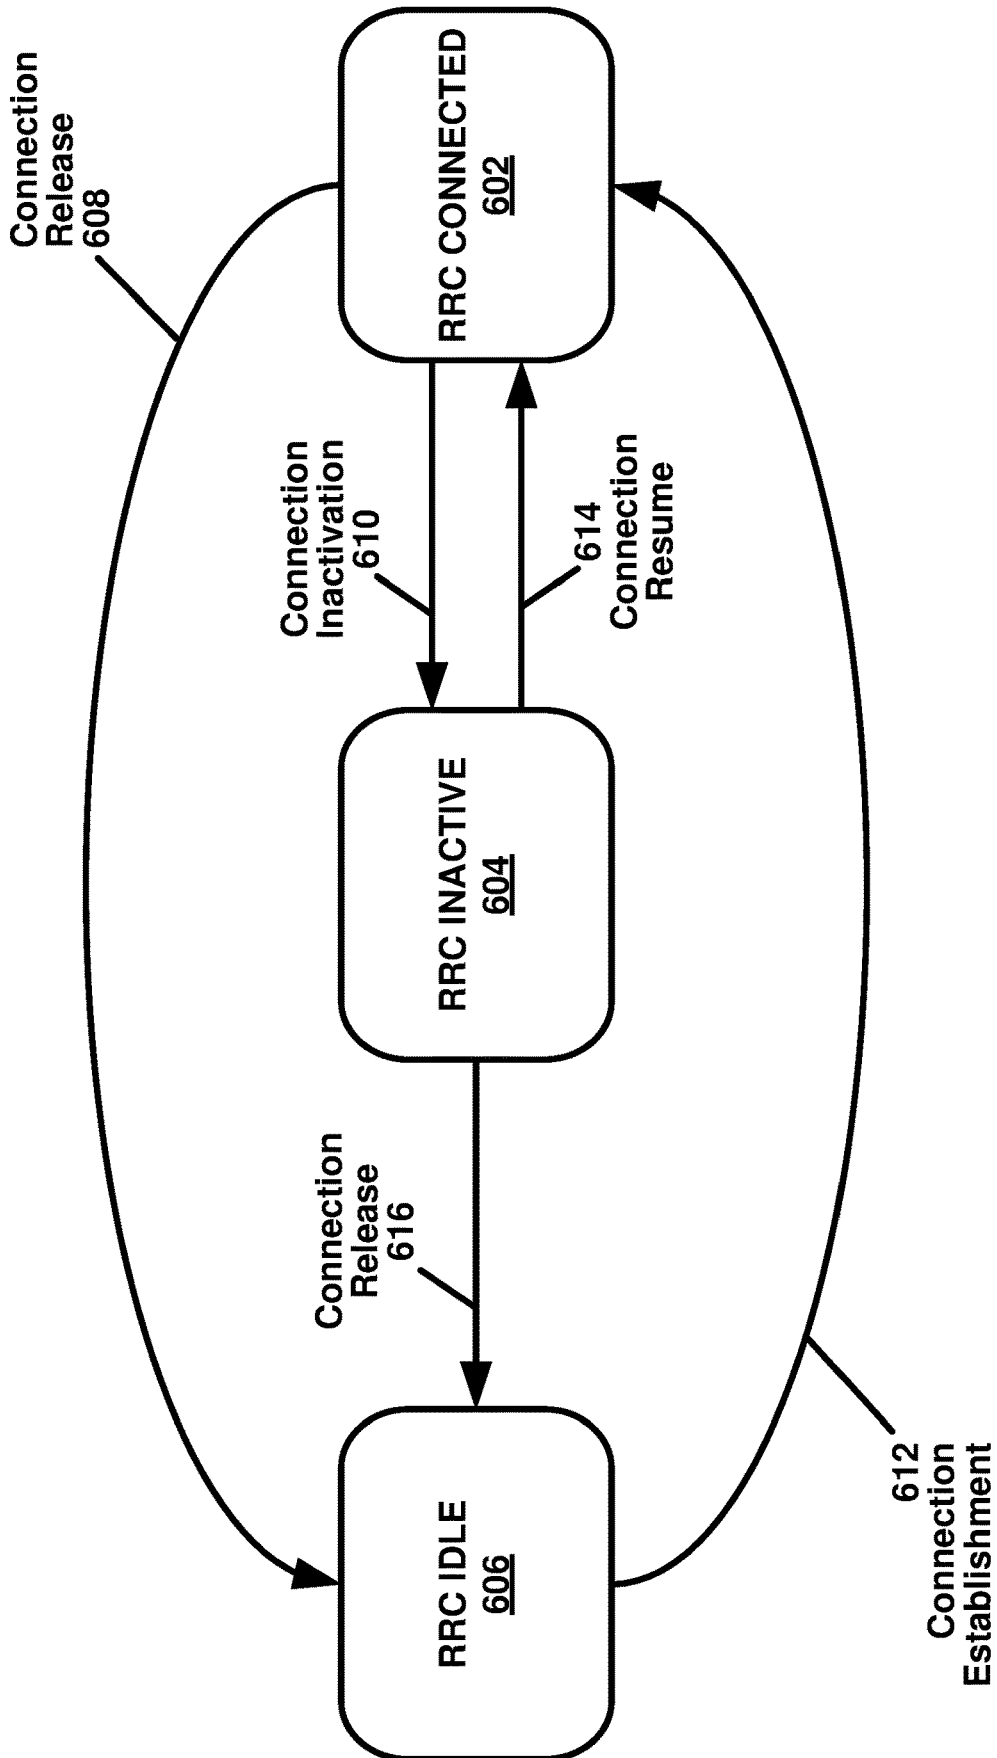 Connection
Release
608
RRC IDLE
606
Connection
Release
616
RRC INACTIVE
604
Connection
Inactivation
610
614
Connection
Resume
RRC CONNECTED
602
612
Connection
Establishment